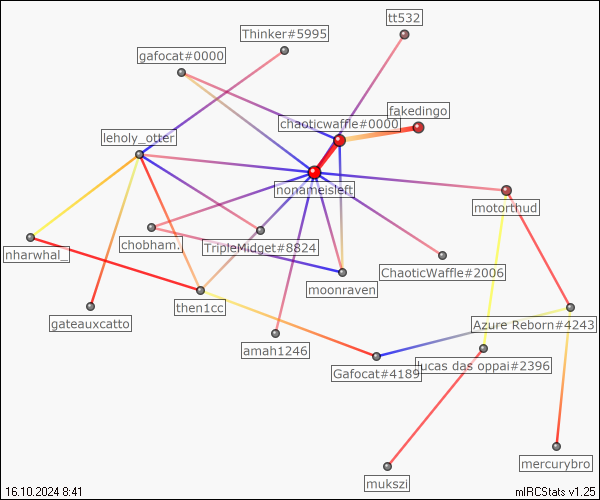 tt532
Thinker#5995
gafocat#0000
fakedingo
chaoticwaffle#0000
leholy_otter
nonameisleft
motorthud
chobham.
TripleMidget#8824
nharwhal_
ChaoticWaffle#2006
moonraven
then1cc
gateauxcatto
Azure Reborn#4243
amah1246
lucas das oppai#2396
Gafocat#4189
mercurybro
mukszi
16.10.2024 8:41
mIRCStats v1.25